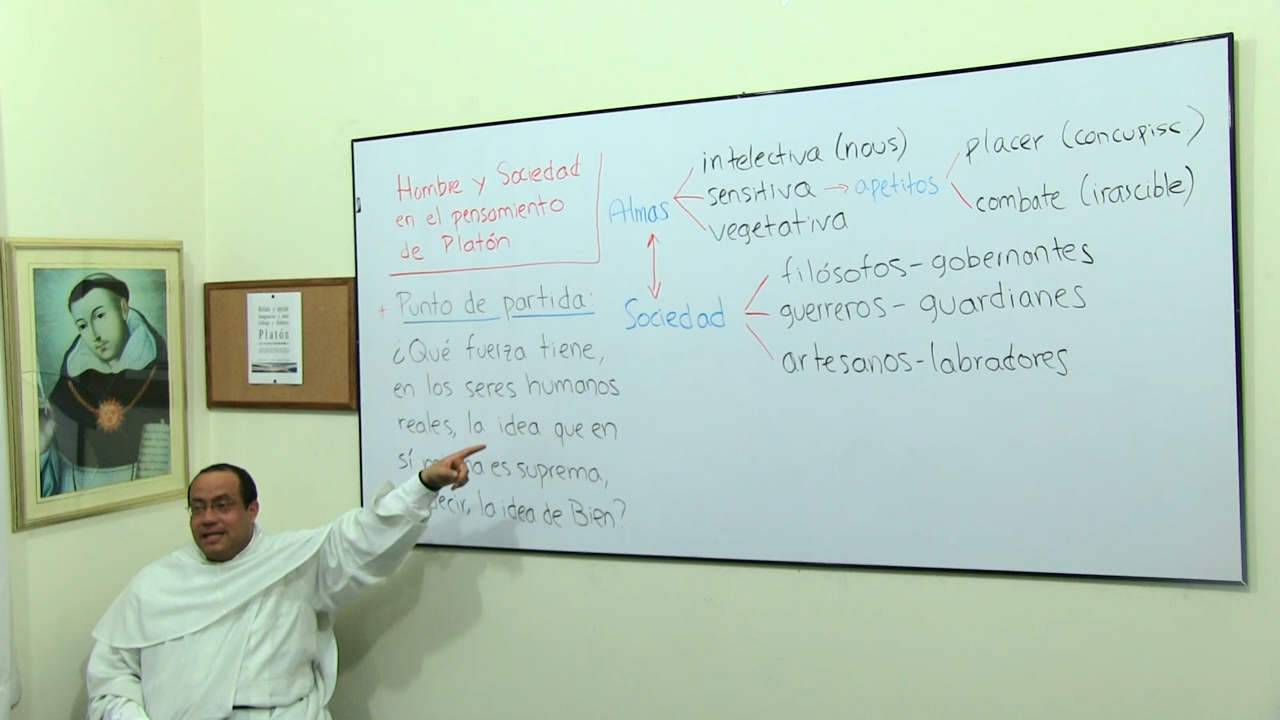 Hombre y Sociedad
en el pensamiento
de Platón
+ Punto de partida:
¿Qué fuerza tiene,
en los seres humanos
reales, la idea que en
sí es suprema,
la idea de Bien?
Almas
intelectiva (nous)
sensitiva → apetitos
vegetativa
placer (concupisc.)
combate (irascible)
Sociedad
filósofos - gobernantes
guerreros - guardianes
artesanos - labradores
Platón